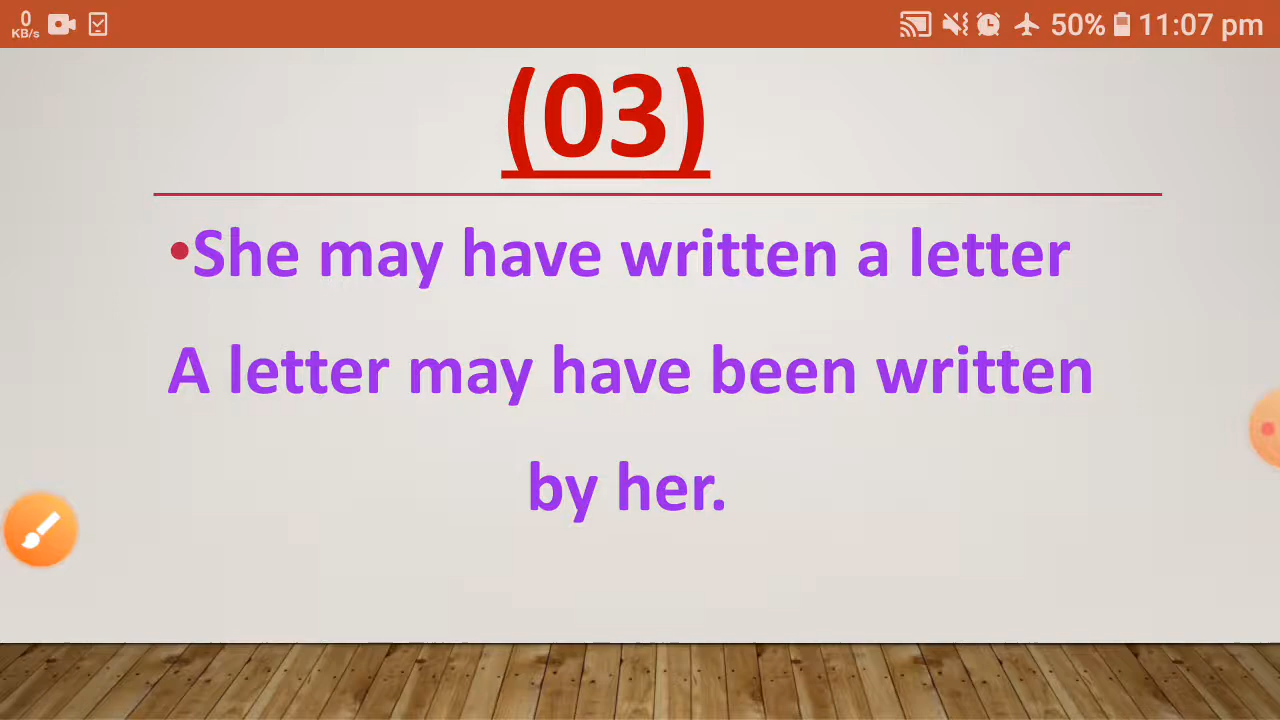 0
KB/s
50% 11:07 pm
(03)
•She may have written a letter
A letter may have been written
by her.